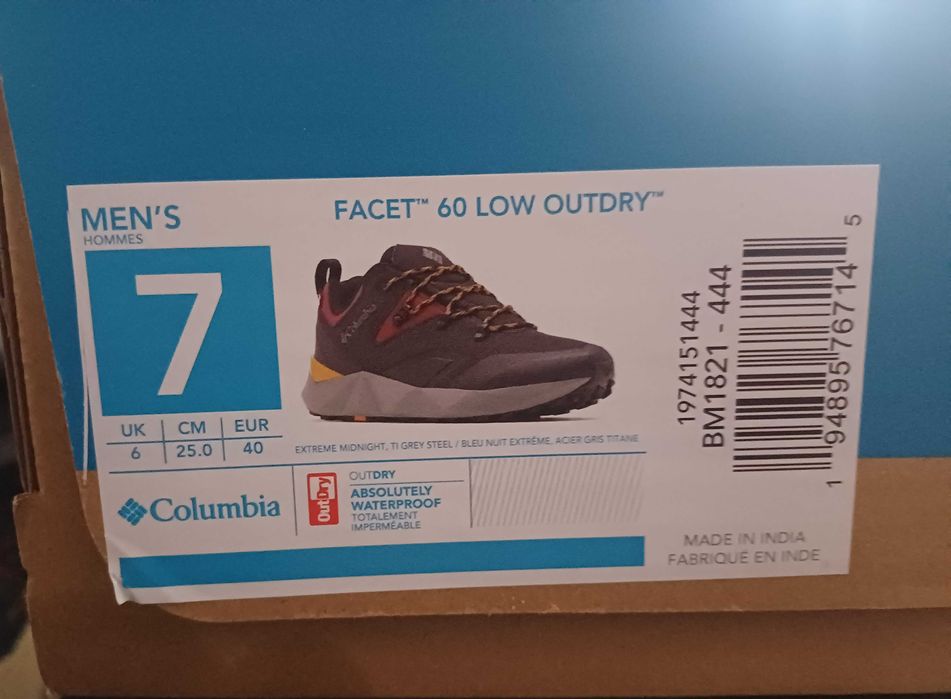 MEN'S
HOMMES
7
UK CM EUR
6 25.0 40
FACET™ 60 LOW OUTDRY™
Columbia
EXTREME MIDNIGHT, TI GREY STEEL / BLEU NUIT EXTRÊME, ACIER GRIS TITANE
Columbia
OutDry
OUTDRY
ABSOLUTELY
WATERPROOF
TOTALEMENT
IMPERMÉABLE
1974151444
BM1821 - 444
1 94895 76714 5
MADE IN INDIA
FABRIQUÉ EN INDE